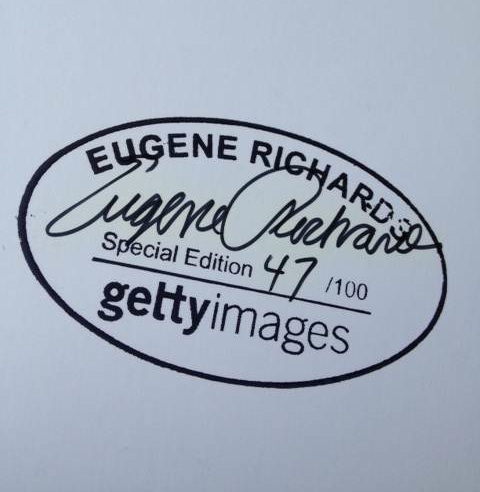 EUGENE RICHARDS
Eugene Richards
Special Edition 47 /100
gettyimages